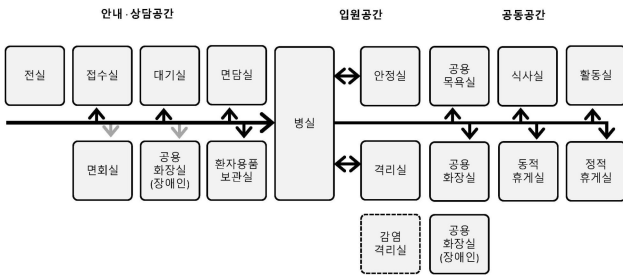 안내·상담공간
입원공간
공동공간
전실
접수실
대기실
면담실
병실
안정실
공용
목욕실
식사실
활동실
면회실
공용
화장실
(장애인)
환자용품
보관실
격리실
공용
화장실
동적
휴게실
정적
휴게실
감염
격리실
공용
화장실
(장애인)